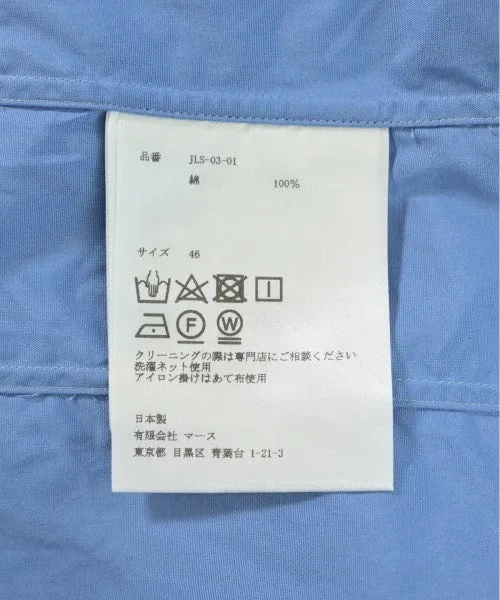 品番 JLS-03-01
綿 100%
サイズ 46
F W
クリーニングの際は専門店にご相談ください
洗濯ネット使用
アイロン掛けはあて布使用
日本製
有限会社 マース
東京都 目黒区 青葉台 1-21-3